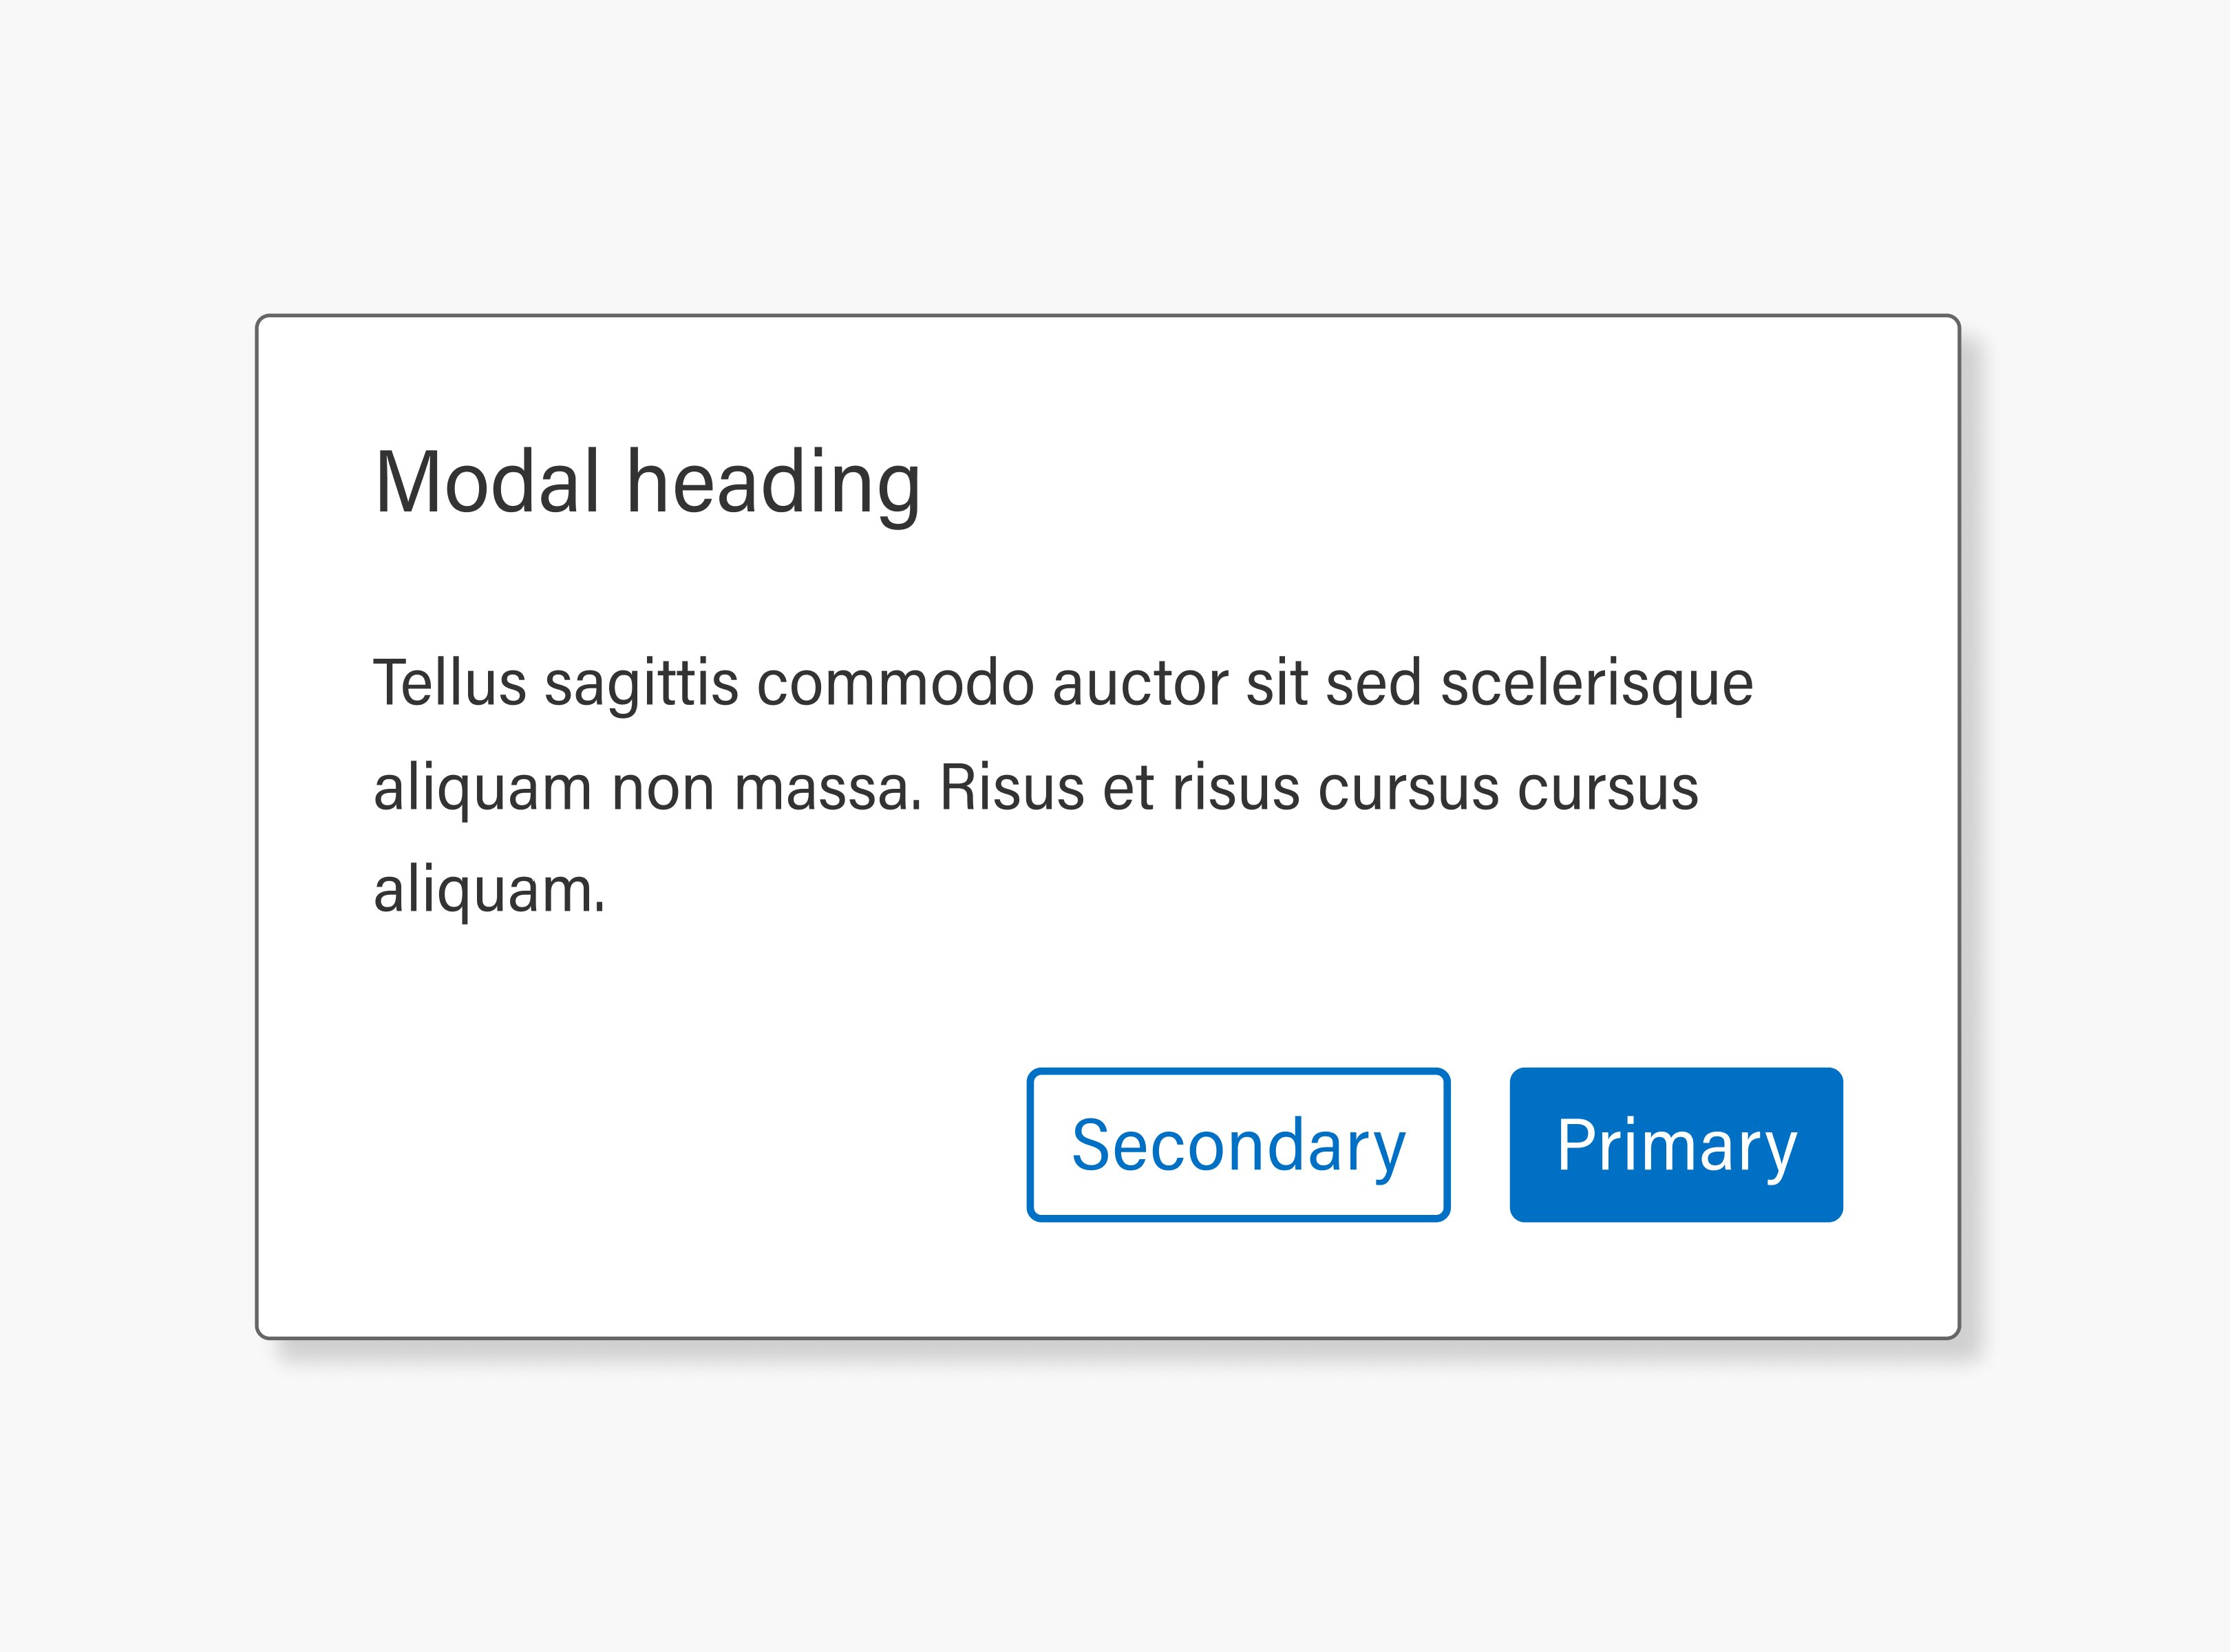 Modal heading
Tellus sagittis commodo auctor sit sed scelerisque
aliquam non massa. Risus et risus cursus cursus
aliquam.
Secondary
Primary